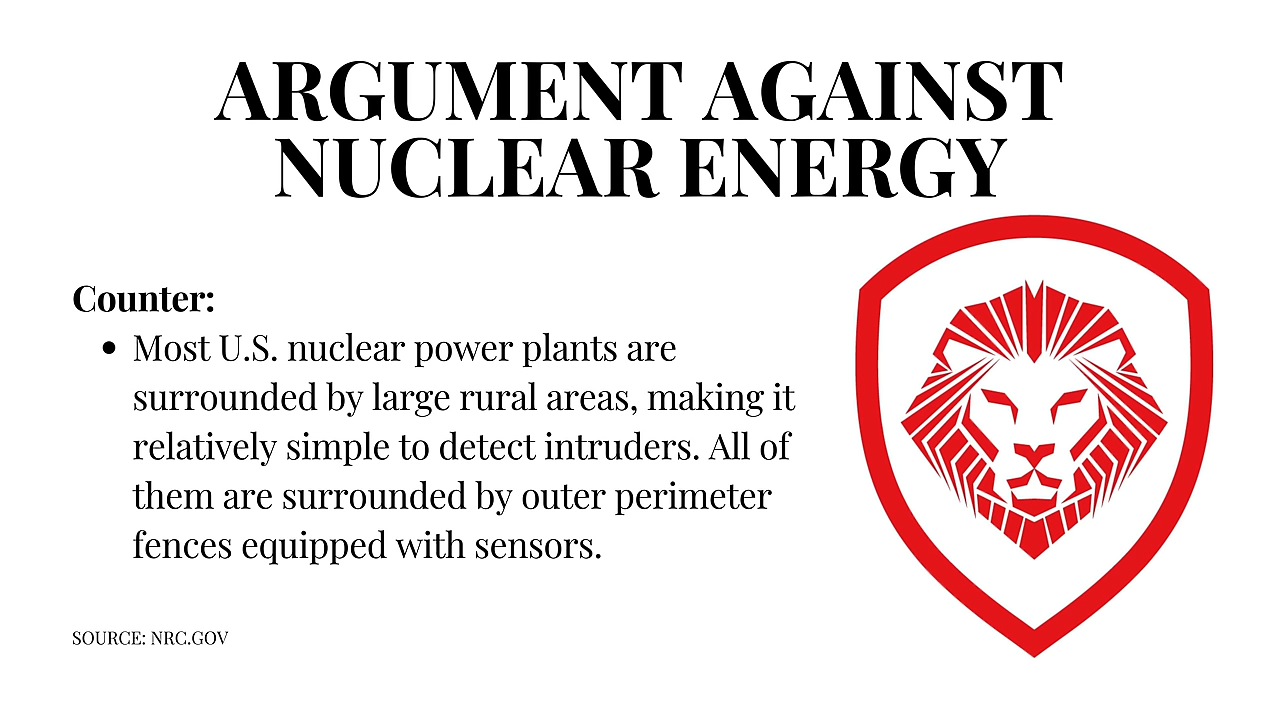 ARGUMENT AGAINST
NUCLEAR ENERGY
Counter:
• Most U.S. nuclear power plants are
surrounded by large rural areas, making it
relatively simple to detect intruders. All of
them are surrounded by outer perimeter
fences equipped with sensors.
SOURCE: NRC.GOV